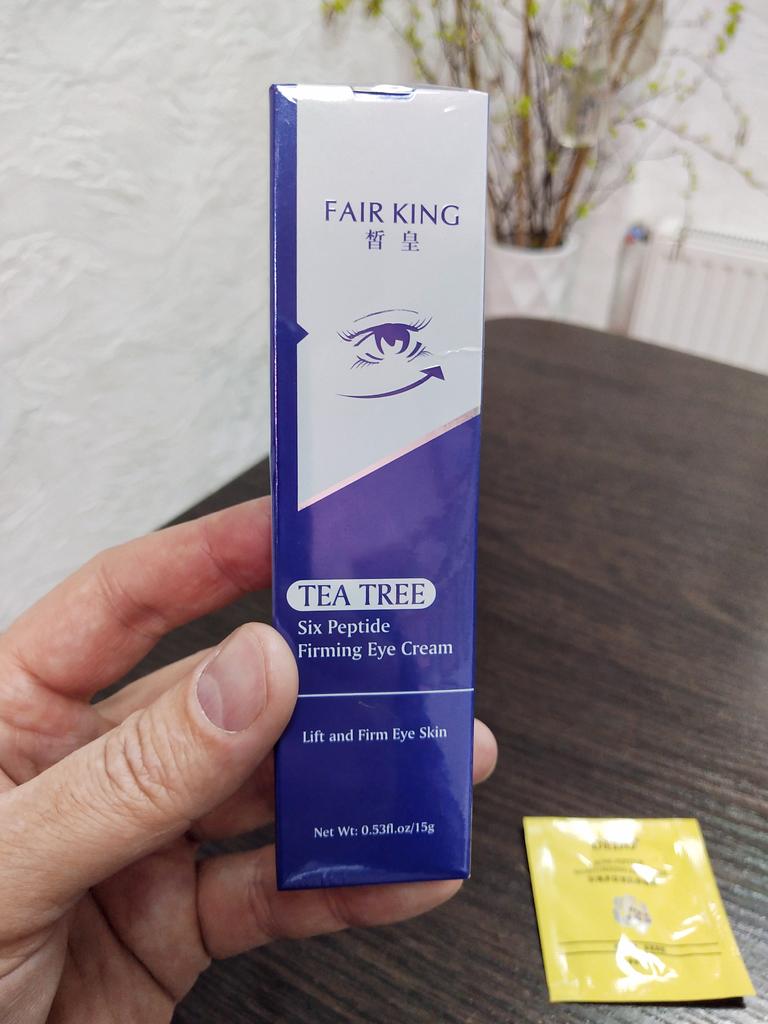 FAIR KING
皙皇
TEA TREE
Six Peptide
Firming Eye Cream
Lift and Firm Eye Skin
Net Wt: 0.53fl.oz/15g